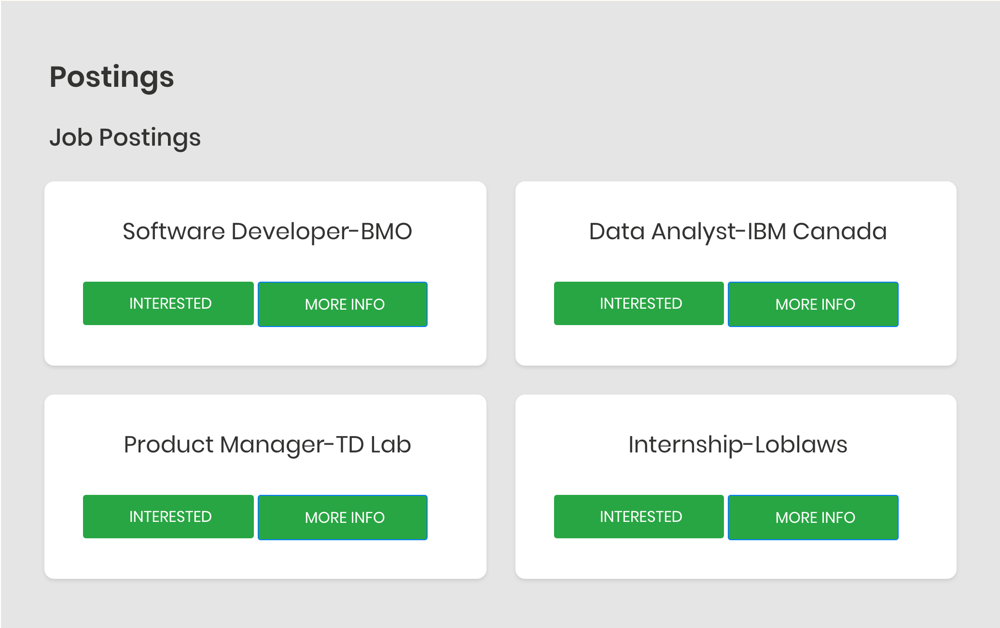 Postings
Job Postings
Software Developer-BMO
INTERESTED MORE INFO
Data Analyst-IBM Canada
INTERESTED MORE INFO
Product Manager-TD Lab
INTERESTED MORE INFO
Internship-Loblaws
INTERESTED MORE INFO